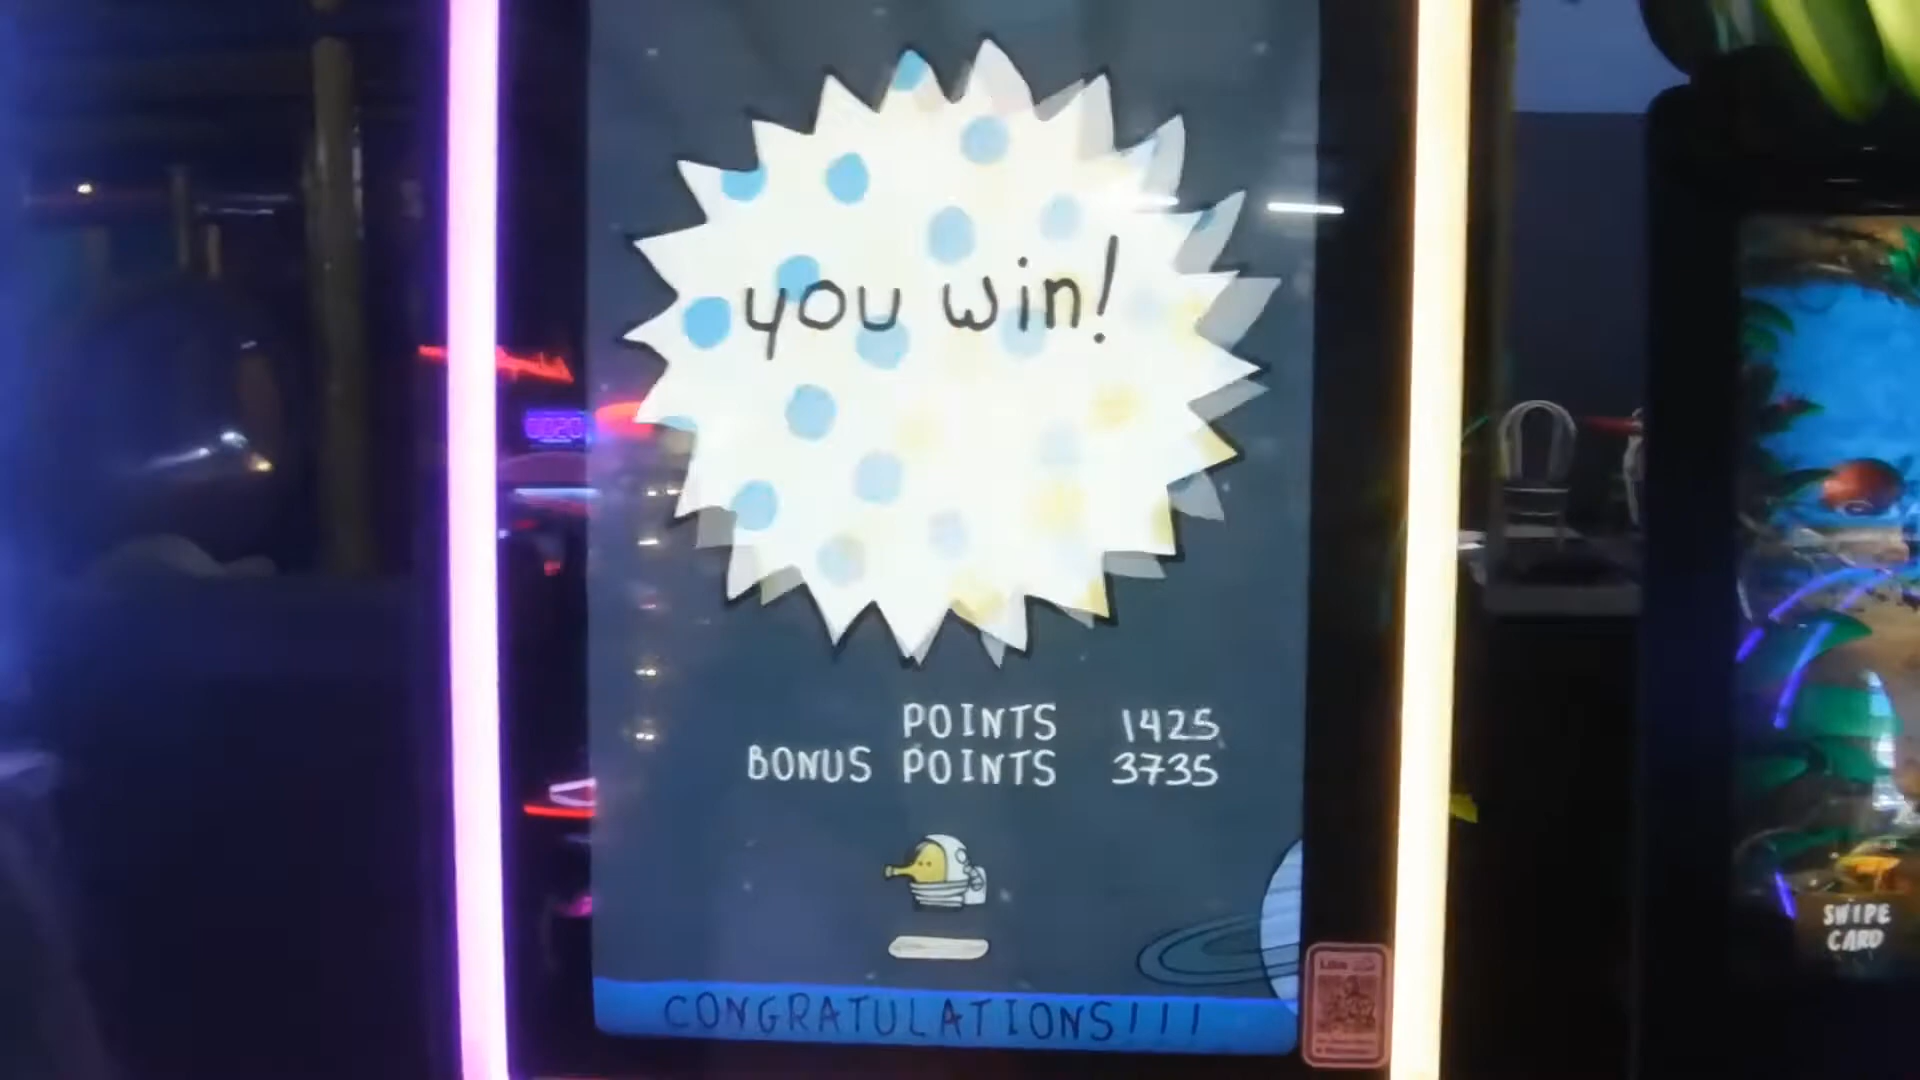 you win!
POINTS 1425
BONUS POINTS 3735
CONGRATULATIONS!!!
SWIPE
CARD